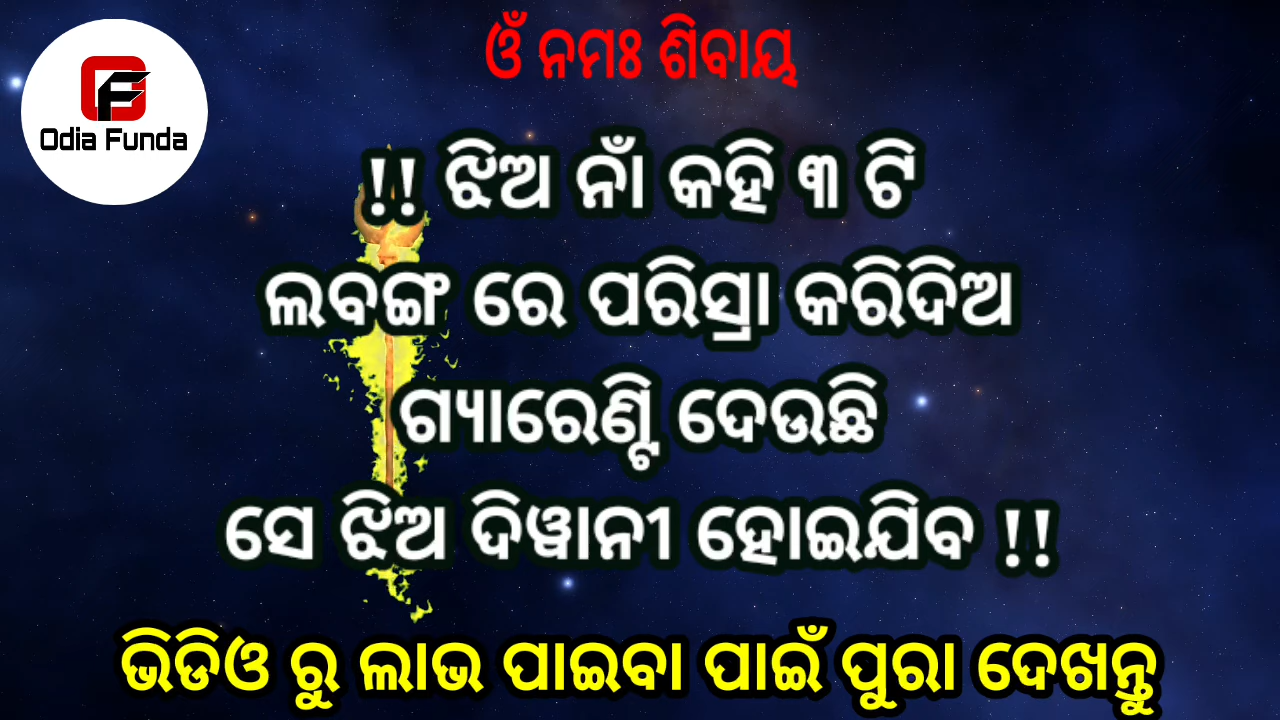 ଓଁ ନମଃ ଶିବାୟ
Odia Funda
!! ଝିଅ ନାଁ କହି ୩ ଟି
ଲବଙ୍ଗ ରେ ପରିସ୍ରା କରିଦିଅ
ଗ୍ୟାରେଣ୍ଟି ଦେଉଛି
ସେ ଝିଅ ଦିୱାନୀ ହୋଇଯିବ !!
ଭିଡିଓ ରୁ ଲାଭ ପାଇବା ପାଇଁ ପୁରା ଦେଖନ୍ତୁ